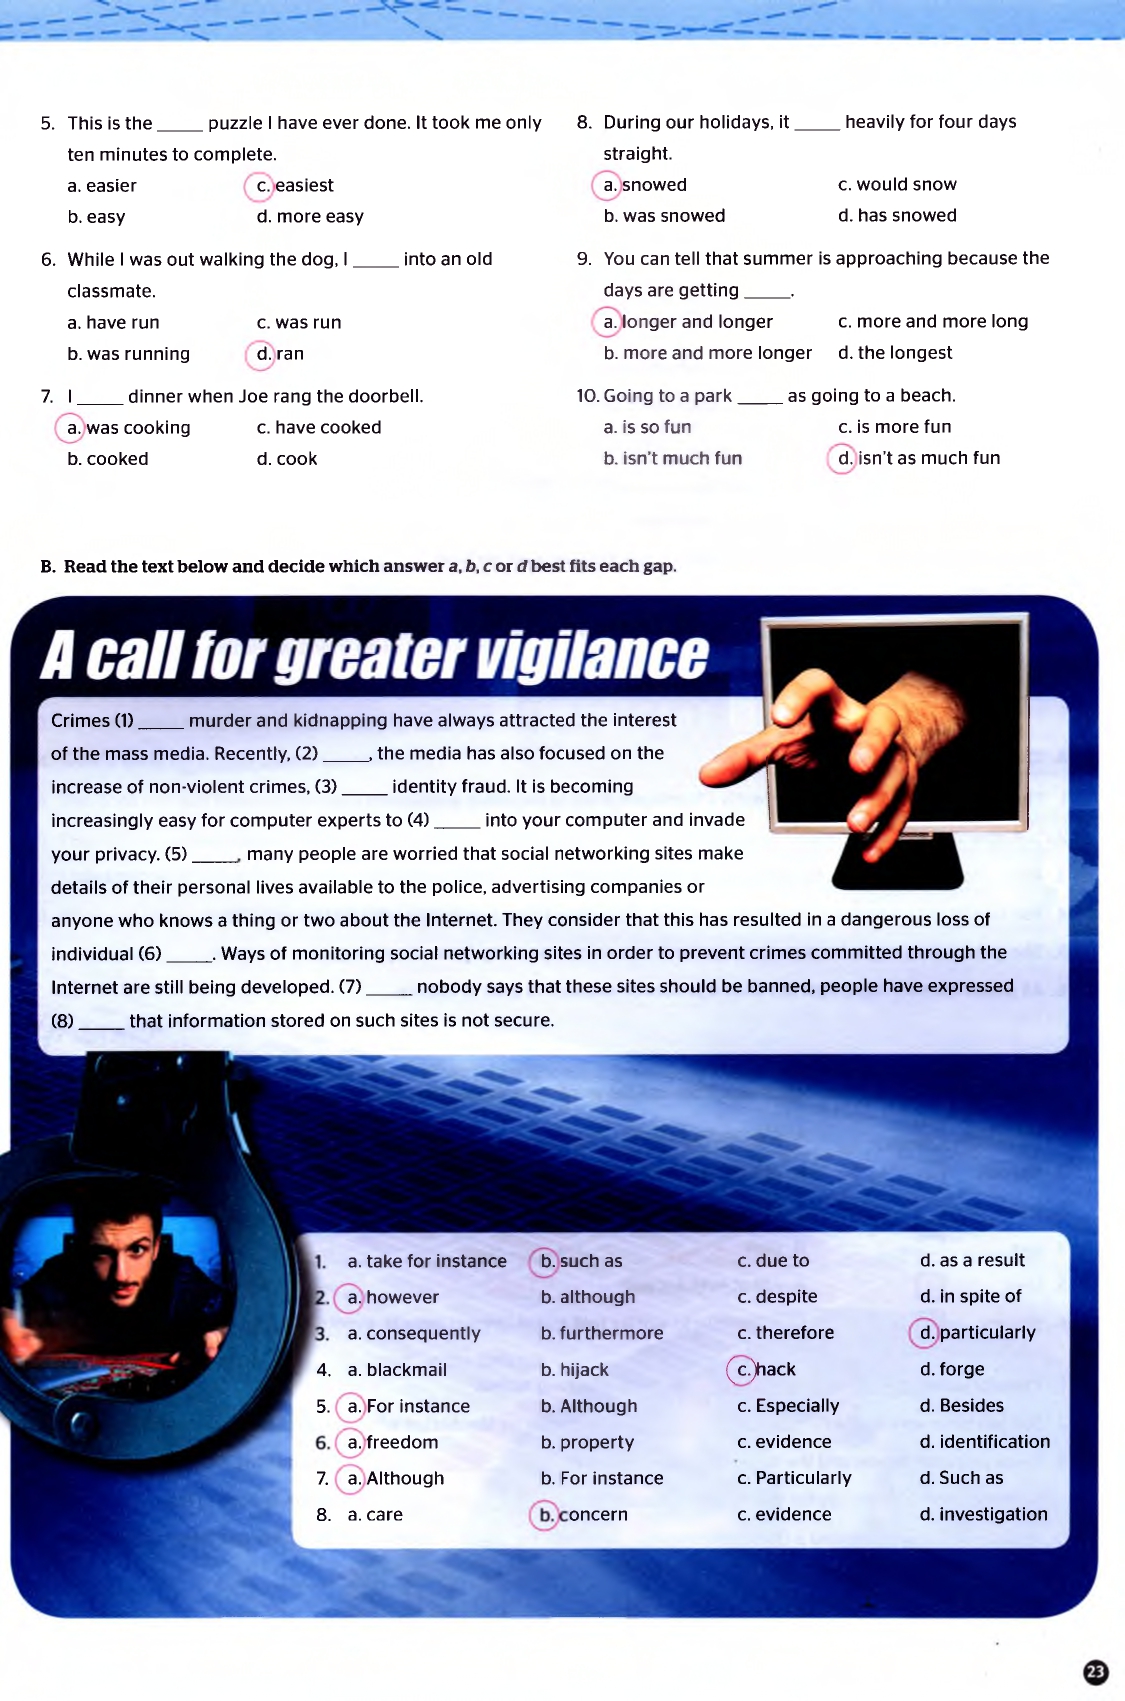 5. This is the _____ puzzle I have ever done. It took me only
ten minutes to complete.
a. easier c. easiest
b. easy d. more easy
6. While I was out walking the dog, I _____ into an old
classmate.
a. have run c. was run
b. was running d. ran
7. I _____ dinner when Joe rang the doorbell.
a. was cooking c. have cooked
b. cooked d. cook
8. During our holidays, it _____ heavily for four days
straight.
a. snowed c. would snow
b. was snowed d. has snowed
9. You can tell that summer is approaching because the
days are getting _____.
a. longer and longer c. more and more long
b. more and more longer d. the longest
10. Going to a park _____ as going to a beach.
a. is so fun c. is more fun
b. isn't much fun d. isn't as much fun
B. Read the text below and decide which answer a, b, c or d best fits each gap.
A call for greater vigilance
Crimes (1) _____ murder and kidnapping have always attracted the interest
of the mass media. Recently, (2) _____, the media has also focused on the
increase of non-violent crimes, (3) _____ identity fraud. It is becoming
increasingly easy for computer experts to (4) _____ into your computer and invade
your privacy. (5) _____, many people are worried that social networking sites make
details of their personal lives available to the police, advertising companies or
anyone who knows a thing or two about the Internet. They consider that this has resulted in a dangerous loss of
individual (6) _____. Ways of monitoring social networking sites in order to prevent crimes committed through the
Internet are still being developed. (7) _____ nobody says that these sites should be banned, people have expressed
(8) _____ that information stored on such sites is not secure.
1. a. take for instance b. such as c. due to d. as a result
2. a. however b. although c. despite d. in spite of
3. a. consequently b. furthermore c. therefore d. particularly
4. a. blackmail b. hijack c. hack d. forge
5. a. For instance b. Although c. Especially d. Besides
6. a. freedom b. property c. evidence d. identification
7. a. Although b. For instance c. Particularly d. Such as
8. a. care b. concern c. evidence d. investigation
23